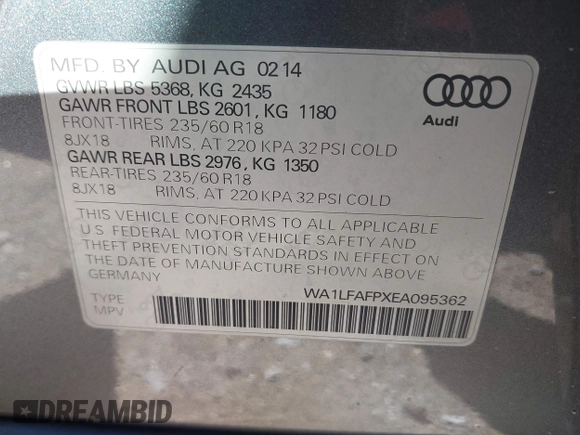 MFD. BY AUDI AG 02 14
GVWR LBS 5368, KG 2435
GAWR FRONT LBS 2601, KG 1180
FRONT-TIRES 235/60 R18
8JX18 RIMS, AT 220 KPA 32 PSI COLD
GAWR REAR LBS 2976, KG 1350
REAR-TIRES 235/60 R18
8JX18 RIMS, AT 220 KPA 32 PSI COLD
Audi
THIS VEHICLE CONFORMS TO ALL APPLICABLE
U S FEDERAL MOTOR VEHICLE SAFETY AND
THEFT PREVENTION STANDARDS IN EFFECT ON
THE DATE OF MANUFACTURE SHOWN ABOVE
GERMANY
WA1LFAFPXEA095362
TYPE
MPV
DREAMBID